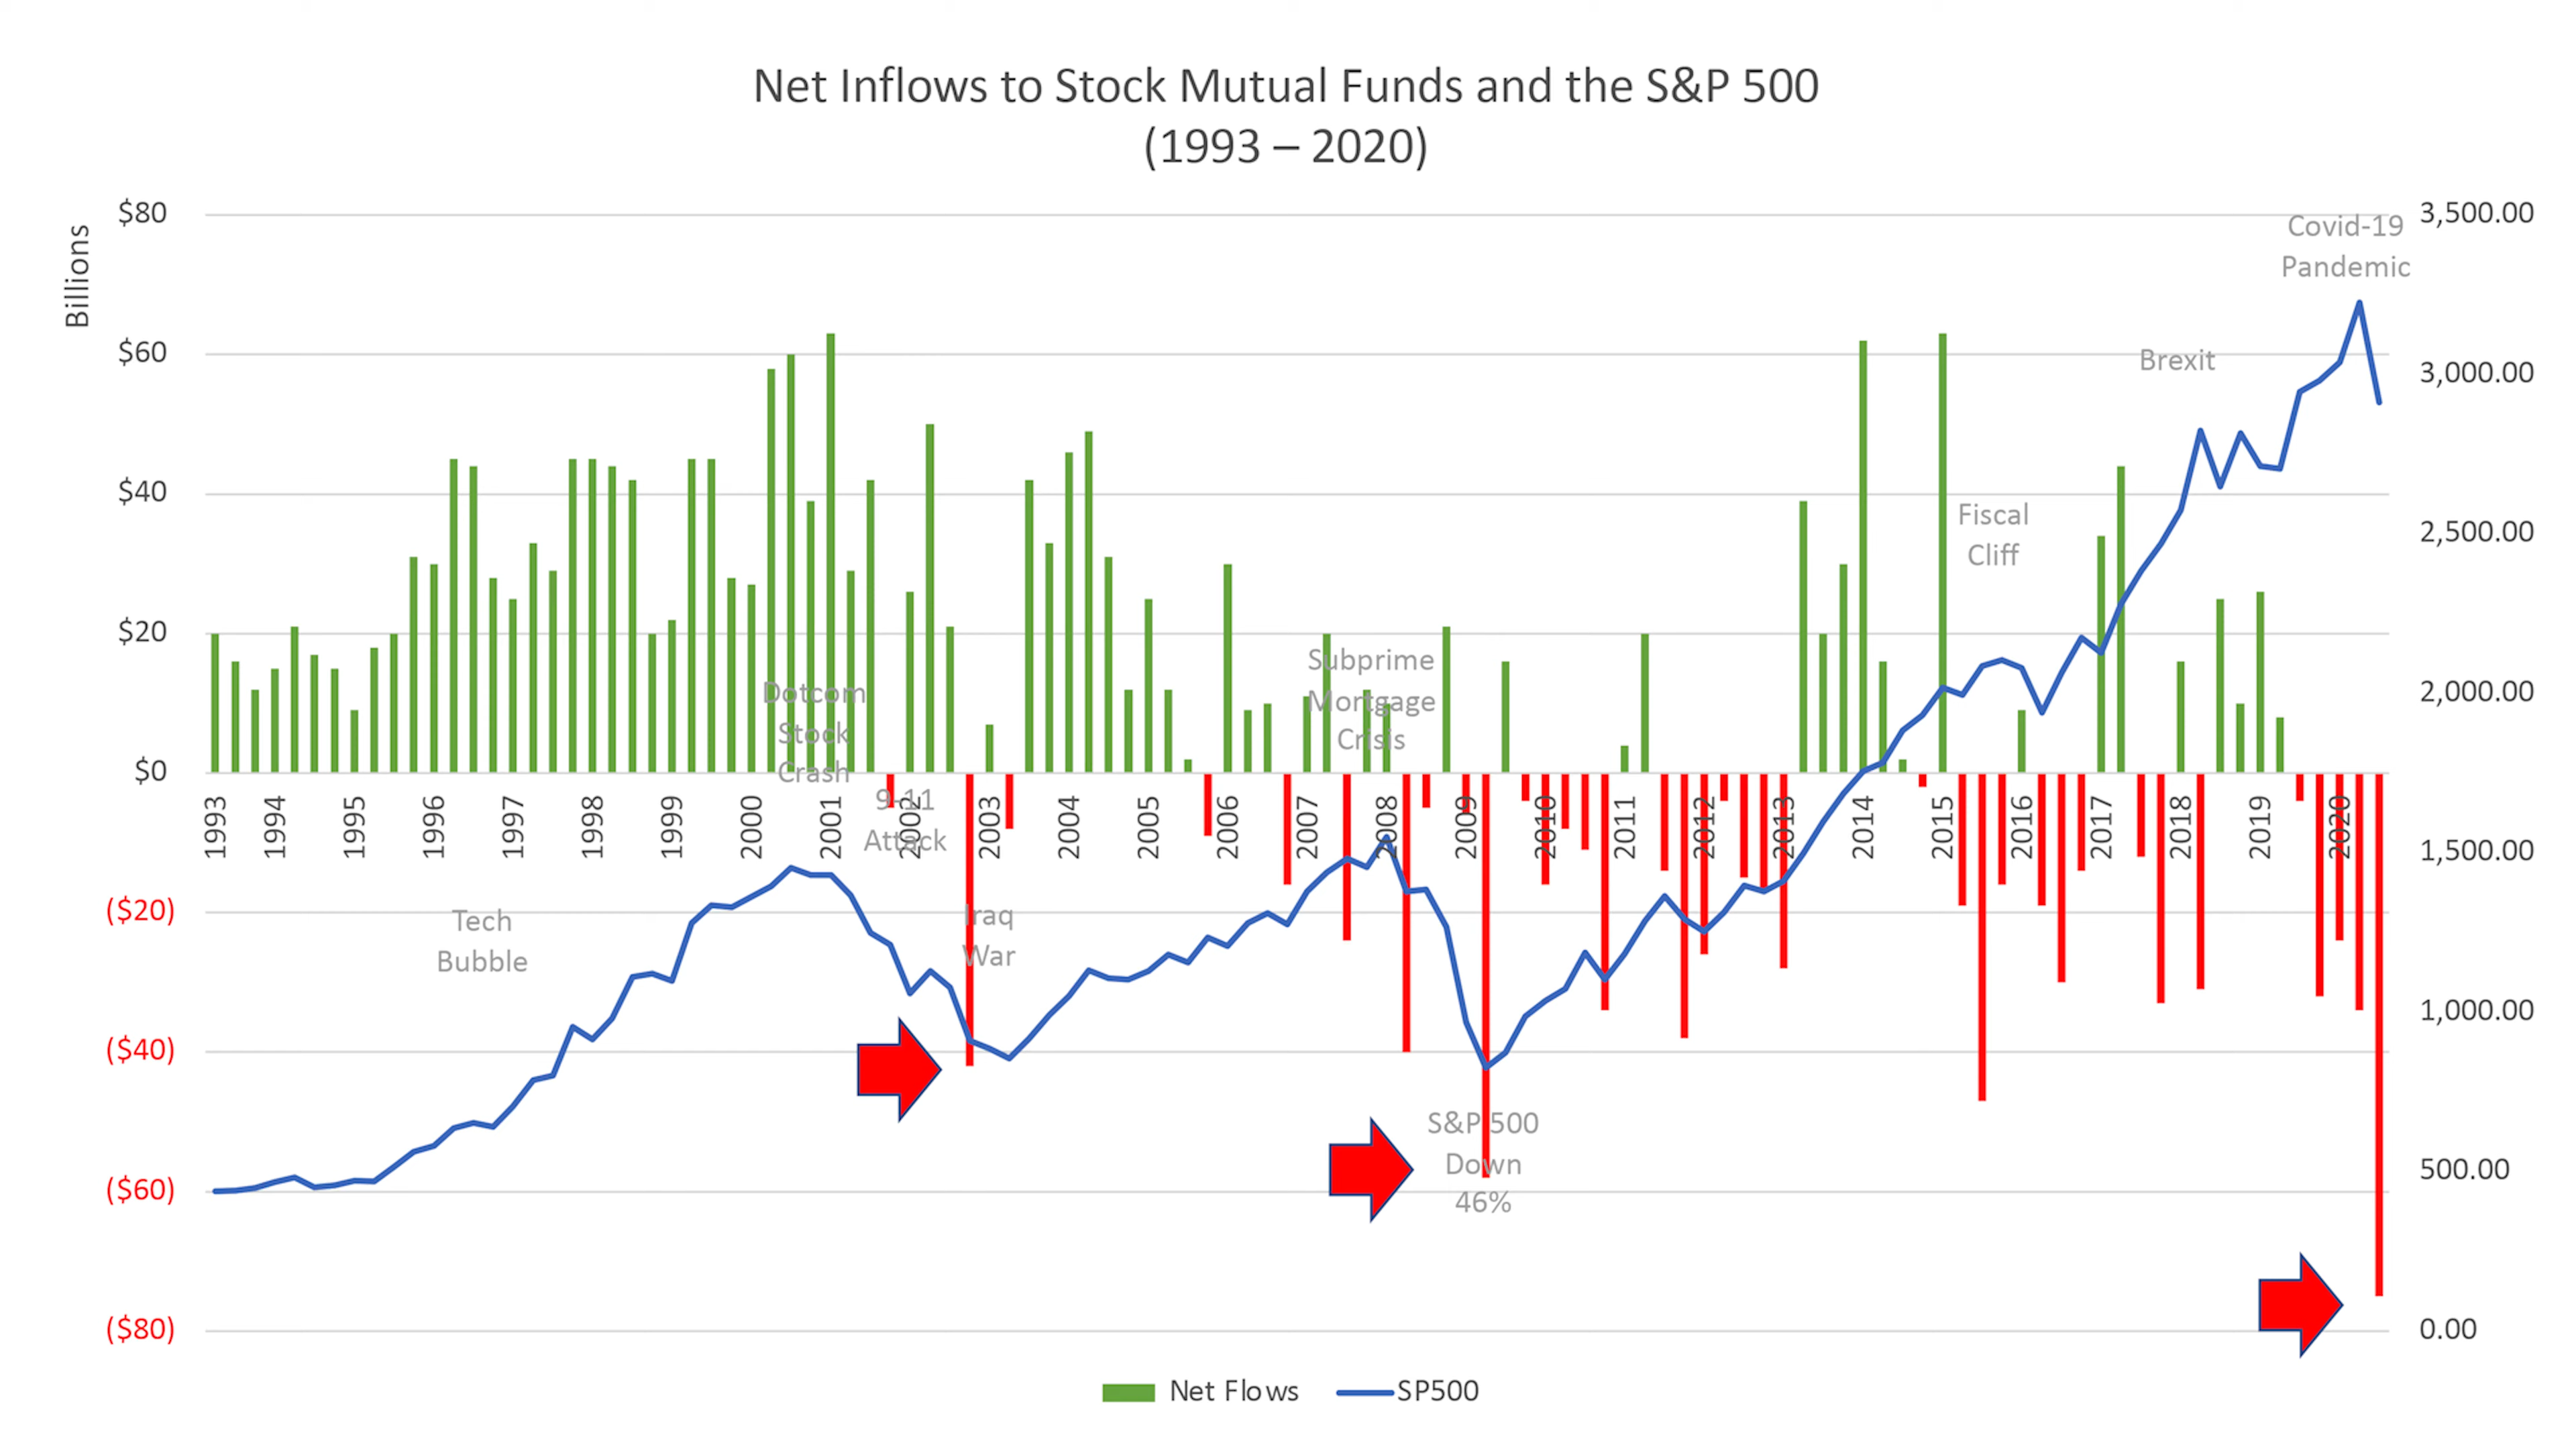 Net Inflows to Stock Mutual Funds and the S&P 500
(1993 – 2020)
Billions
$80
$60
$40
$20
$0
($20)
($40)
($60)
($80)
3,500.00
3,000.00
2,500.00
2,000.00
1,500.00
1,000.00
500.00
0.00
1993
1994
1995
1996
1997
1998
1999
2000
2001
2002
2003
2004
2005
2006
2007
2008
2009
2010
2011
2012
2013
2014
2015
2016
2017
2018
2019
2020
Tech
Bubble
Dotcom
Stock
Crash
9-11
Attack
Iraq
War
Subprime
Mortgage
Crisis
S&P 500
Down
46%
Fiscal
Cliff
Brexit
Covid-19
Pandemic
Net Flows
SP500